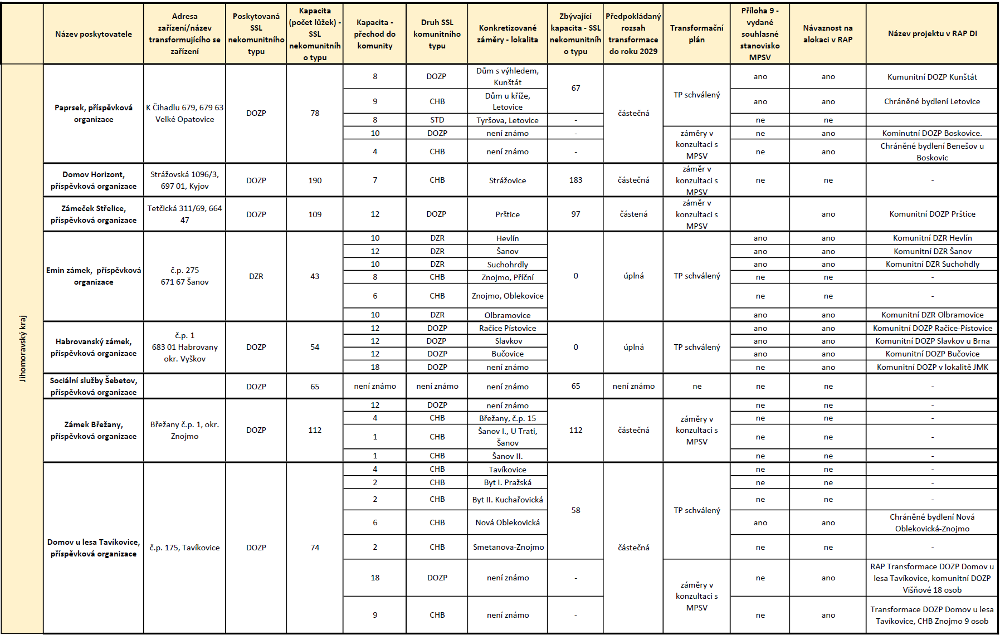 Název poskytovatele
Adresa
zařízení/název
transformujícího se
zařízení
Poskytovaná
SSL
nekomunitního
typu
Kapacita
(počet lůžek) -
SSL
nekomunitníh
o typu
Kapacita -
přechod do
komunity
Druh SSL
komunitního
typu
Konkretizované
záměry - lokalita
Zbývající
kapacita - SSL
nekomunitníh
o typu
Předpokládaný
rozsah
transformace
do roku 2029
Transformační
plán
Příloha 9 -
vydané
souhlasné
stanovisko
MPSV
Návaznost na
alokaci v RAP
Název projektu v RAP DI
Jihomoravský kraj
Paprsek, příspěvková
organizace
K Čihadlu 679, 679 63
Velké Opatovice
DOZP
78
8
DOZP
Dům s výhledem,
Kunštát
67
částečná
TP schválený
ano
ano
Kumunitní DOZP Kunštát
9
CHB
Dům u kříže,
Letovice
ano
ano
Chráněné bydlení Letovice
8
STD
Tyršova, Letovice
-
ne
ne
10
DOZP
není známo
-
záměry v
konzultaci s
MPSV
ne
ano
Kominutní DOZP Boskovice.
4
CHB
není známo
-
ne
ano
Chráněné bydlení Benešov u
Boskovic
Domov Horizont,
příspěvková organizace
Strážovská 1096/3,
697 01, Kyjov
DOZP
190
7
CHB
Strážovice
183
částečná
záměr v
konzultaci s
MPSV
ne
ne
-
Zámeček Střelice,
příspěvková organizace
Tetčická 311/69, 664
47
DOZP
109
12
DOZP
Prštice
97
částená
záměr v
konzultaci s
MPSV
ano
Komunitní DOZP Prštice
Emin zámek,  příspěvková
organizace
č.p. 275
671 67 Šanov
DZR
43
10
DZR
Hevlín
0
úplná
TP schválený
ano
ano
Komunitní DZR Hevlín
12
DZR
Šanov
ano
ano
Komunitní DZR Šanov
10
DZR
Suchohrdly
ano
ano
Komunitní DZR Suchohdly
8
CHB
Znojmo, Příční
ne
ne
-
6
CHB
Znojmo, Oblekovice
ne
ne
-
10
DZR
Olbramovice
ano
ano
Komunitní DZR Olbramovice
Habrovanský zámek,
příspěvková organizace
č.p. 1
683 01 Habrovany
okr. Vyškov
DOZP
54
12
DOZP
Račice Pístovice
0
úplná
TP schválený
ano
ano
Komunitní DOZP Račice-Pístovice
12
DOZP
Slavkov
ano
ano
Komunitní DOZP Slavkov u Brna
12
DOZP
Bučovice
ano
ano
Komunitní DOZP Bučovice
18
DOZP
není známo
ne
ano
Komunitní DOZP v lokalitě JMK
Sociální služby Šebetov,
příspěvková organizace
DOZP
65
není známo
není známo
není známo
65
není známo
ne
ne
ne
-
Zámek Břežany,
příspěvková organizace
Břežany č.p. 1, okr.
Znojmo
DOZP
112
12
DOZP
není známo
112
částečná
záměry v
konzultaci s
MPSV
ne
ne
-
4
CHB
Břežany, č.p. 15
ne
ne
-
1
CHB
Šanov I., U Trati,
Šanov
ne
ne
-
1
CHB
Šanov II.
ne
ne
-
Domov u lesa Tavíkovice,
příspěvková organizace
č.p. 175, Tavíkovice
DOZP
74
4
CHB
Tavíkovice
58
částečná
TP schválený
ne
ne
-
2
CHB
Byt I. Pražská
ne
ne
-
2
CHB
Byt II. Kuchařovická
ne
ne
-
6
CHB
Nová Oblekovická
ano
ano
Chráněné bydlení Nová
Oblekovická-Znojmo
2
CHB
Smetanova-Znojmo
ne
ne
-
18
DOZP
není známo
-
záměry v
konzultaci s
MPSV
ne
ano
RAP Transformace DOZP Domov u
lesa Tavíkovice, komunitní DOZP
Višňové 18 osob
9
CHB
není známo
-
ne
ano
Transformace DOZP Domov u lesa
Tavíkovice, CHB Znojmo 9 osob